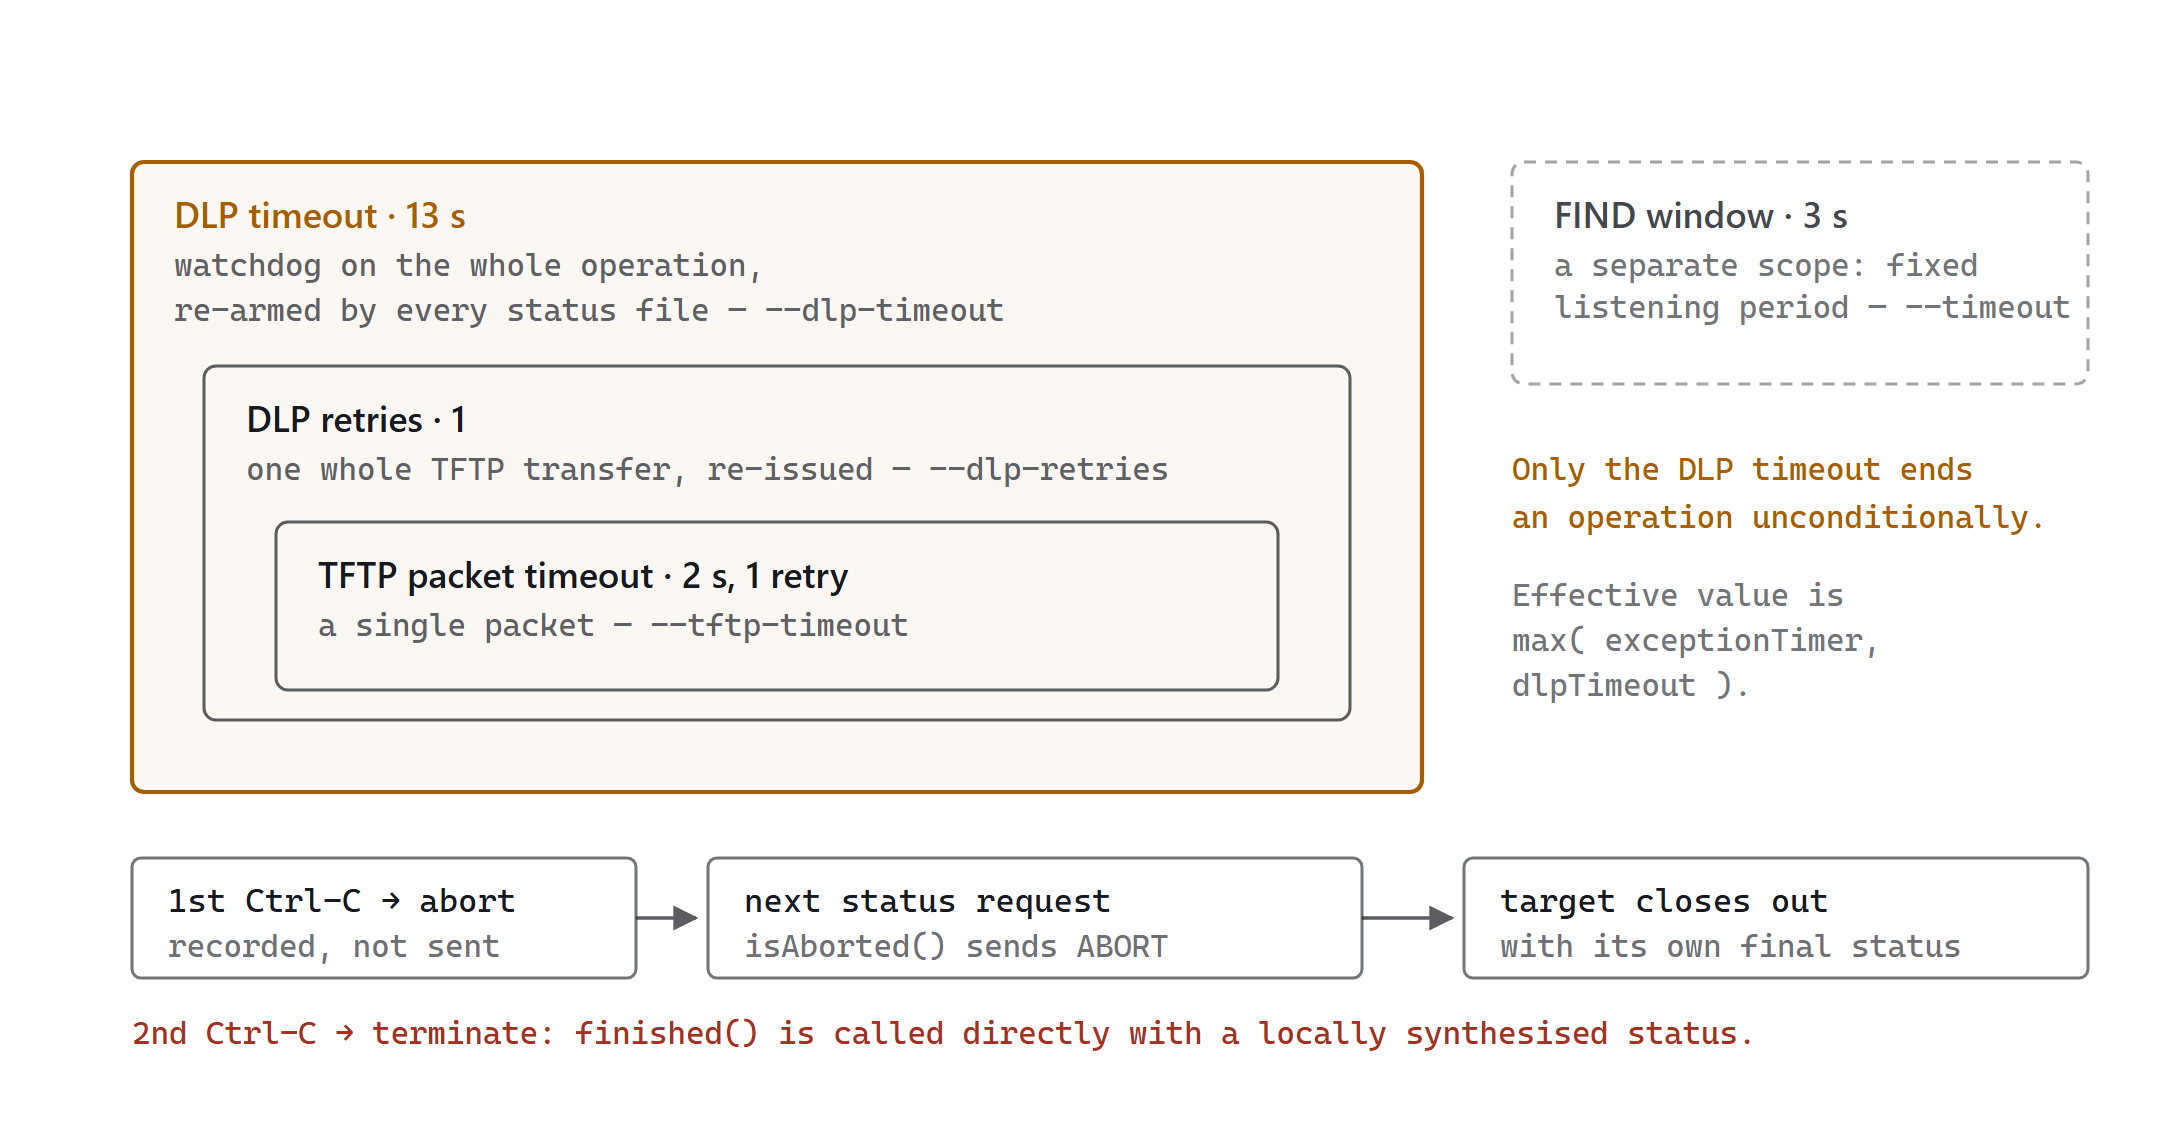 DLP timeout · 13 s
watchdog on the whole operation,
re-armed by every status file — --dlp-timeout
DLP retries · 1
one whole TFTP transfer, re-issued — --dlp-retries
TFTP packet timeout · 2 s, 1 retry
a single packet — --tftp-timeout
FIND window · 3 s
a separate scope: fixed
listening period — --timeout
Only the DLP timeout ends
an operation unconditionally.
Effective value is
max( exceptionTimer,
dlpTimeout ).
1st Ctrl-C → abort
recorded, not sent
next status request
isAborted() sends ABORT
target closes out
with its own final status
2nd Ctrl-C → terminate: finished() is called directly with a locally synthesised status.